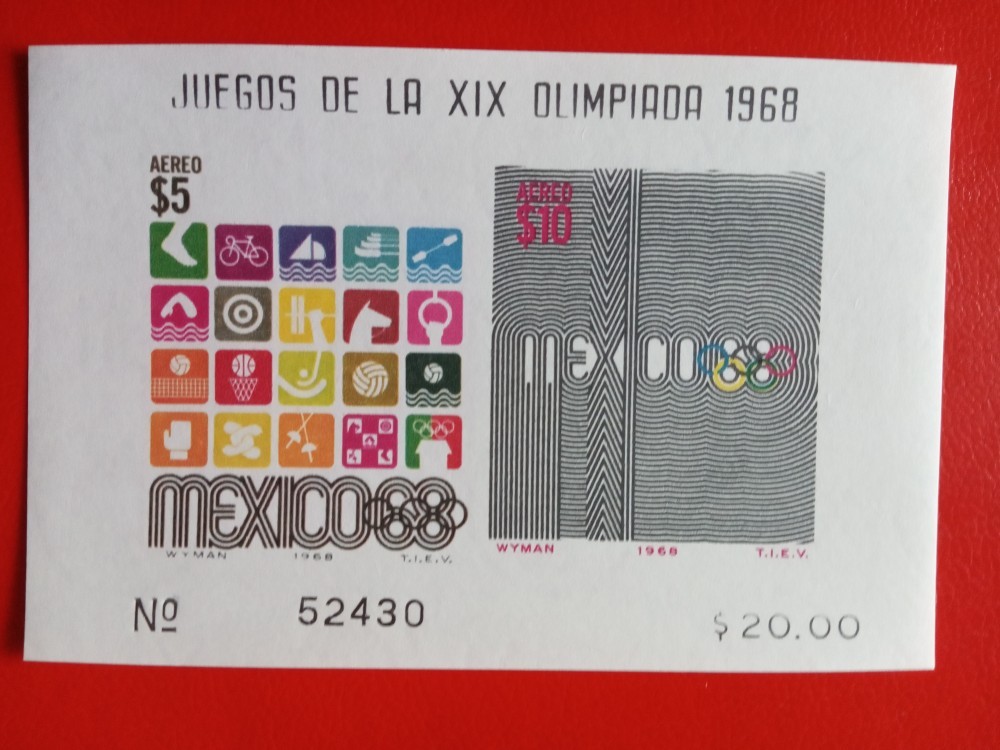 JUEGOS DE LA XIX OLIMPIADA 1968
AEREO
$5
MEXICO68
WYMAN 1968 T.I.E.V.
AEREO
$10
MEXICO68
WYMAN 1968 T.I.E.V.
Nº 52430
$ 20.00